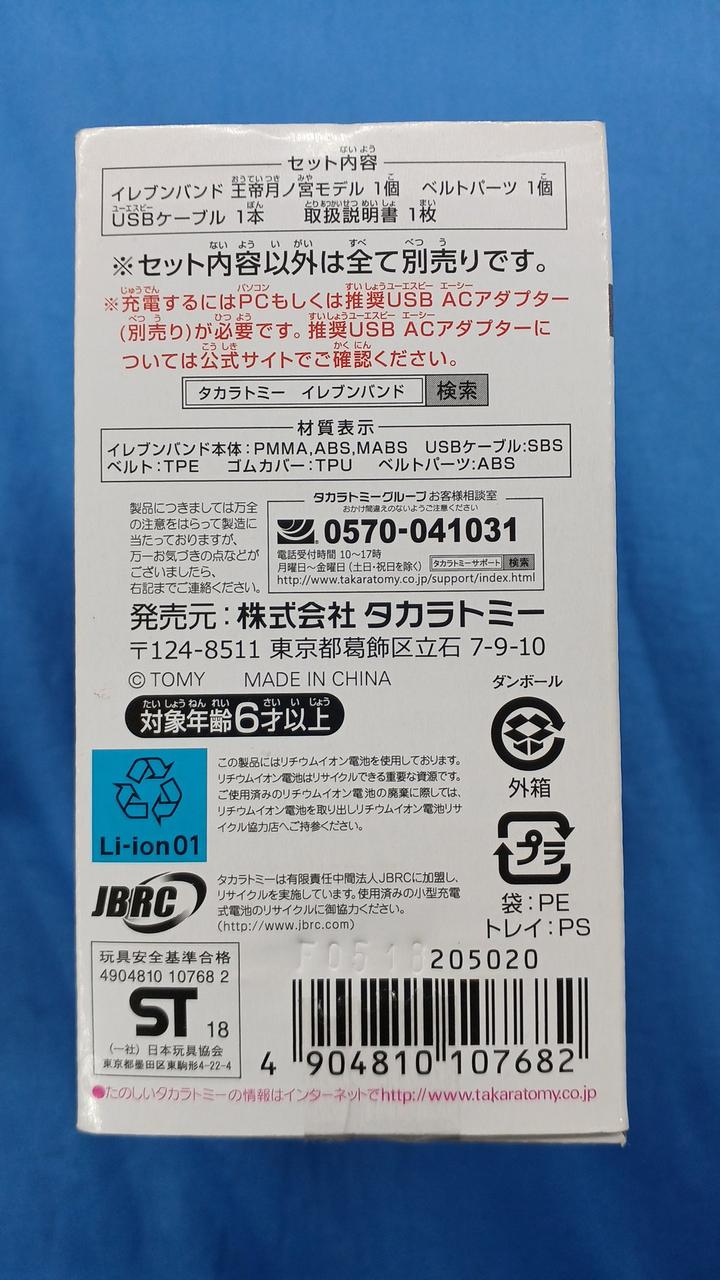 セット内容
イレブンバンド 王帝月ノ宮モデル 1個　ベルトパーツ 1個
USBケーブル 1本　取扱説明書 1枚
※セット内容以外は全て別売りです。
※充電するにはPCもしくは推奨USB ACアダプター
(別売り)が必要です。推奨USB ACアダプターに
ついては公式サイトでご確認ください。
タカラトミー　イレブンバンド　検索
材質表示
イレブンバンド本体：PMMA,ABS,MABS　USBケーブル:SBS
ベルト：TPE　ゴムカバー：TPU　ベルトパーツ:ABS
製品につきましては万全
の注意をはらって製造に
当たっておりますが、
万一お気づきの点などが
ございましたら、
右記までご連絡ください。
タカラトミーグループお客様相談室
おかけ間違えのないようご注意ください
0570-041031
電話受付時間 10〜17時
月曜日〜金曜日（土・日・祝日を除く）タカラトミーサポート 検索
http://www.takaratomy.co.jp/support/index.html
発売元：株式会社 タカラトミー
〒124-8511 東京都葛飾区立石 7-9-10
© TOMY　MADE IN CHINA
対象年齢6才以上
ダンボール
外箱
プラ
袋：PE
トレイ：PS
Li-ion 01
この製品にはリチウムイオン電池を使用しております。
リチウムイオン電池はリサイクルできる重要な資源です。
ご使用済みのリチウムイオン電池の廃棄に際しては、
リチウムイオン電池を取り出しリチウムイオン電池リサ
イクル協力店へご持参ください。
JBRC
タカラトミーは有限責任中間法人JBRCに加盟し、
リサイクルを実施しています。使用済みの小型充電
式電池のリサイクルに御協力ください。
(http://www.jbrc.com)
玩具安全基準合格
4904810 10768 2
ST 18
(一社) 日本玩具協会
東京都墨田区東駒形4-22-4
F0518
205020
4 904810 107682
●たのしいタカラトミーの情報はインターネットでhttp://www.takaratomy.co.jp